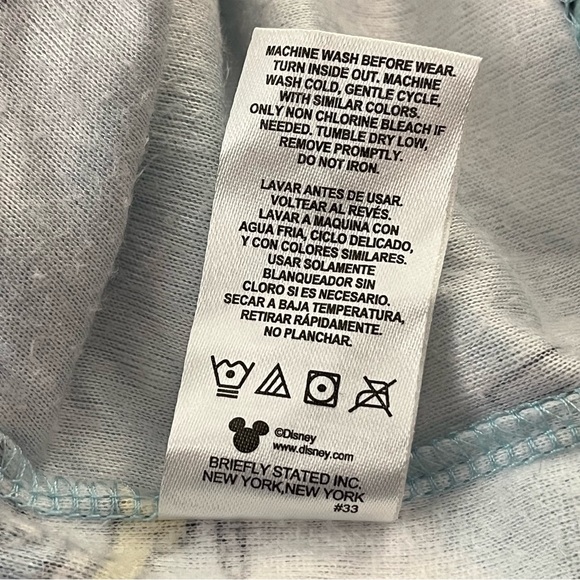 MACHINE WASH BEFORE WEAR.
TURN INSIDE OUT. MACHINE
WASH COLD, GENTLE CYCLE,
WITH SIMILAR COLORS.
ONLY NON CHLORINE BLEACH IF
NEEDED. TUMBLE DRY LOW,
REMOVE PROMPTLY.
DO NOT IRON.
LAVAR ANTES DE USAR.
VOLTEAR AL REVÉS.
LAVAR A MAQUINA CON
AGUA FRIA, CICLO DELICADO,
Y CON COLORES SIMILARES.
USAR SOLAMENTE
BLANQUEADOR SIN
CLORO SI ES NECESARIO.
SECAR A BAJA TEMPERATURA,
RETIRAR RÁPIDAMENTE.
NO PLANCHAR.
©Disney
www.disney.com
BRIEFLY STATED INC.
NEW YORK,NEW YORK
#33